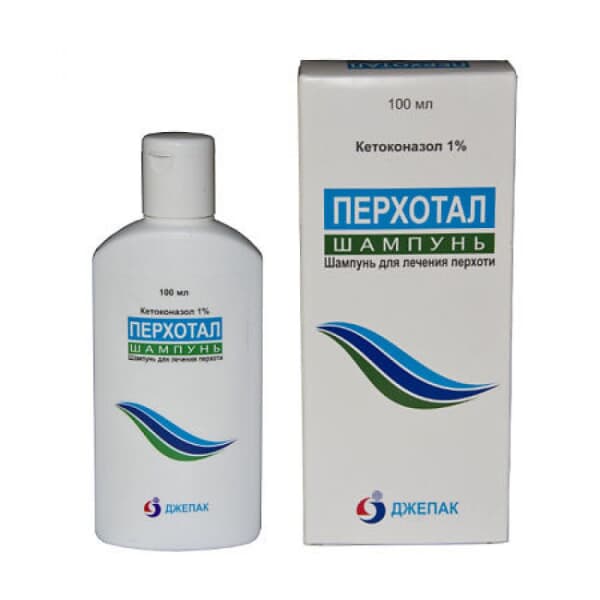 ПЕРХОТАЛ
100 мл
Кетоконазол 1%
ПЕРХОТАЛ
ШАМПУНЬ
Шампунь для лечения перхоти
ДЖЕПАК
100 мл
Кетоконазол 1%
ПЕРХОТАЛ
ШАМПУНЬ
Шампунь для лечения перхоти
ДЖЕПАК